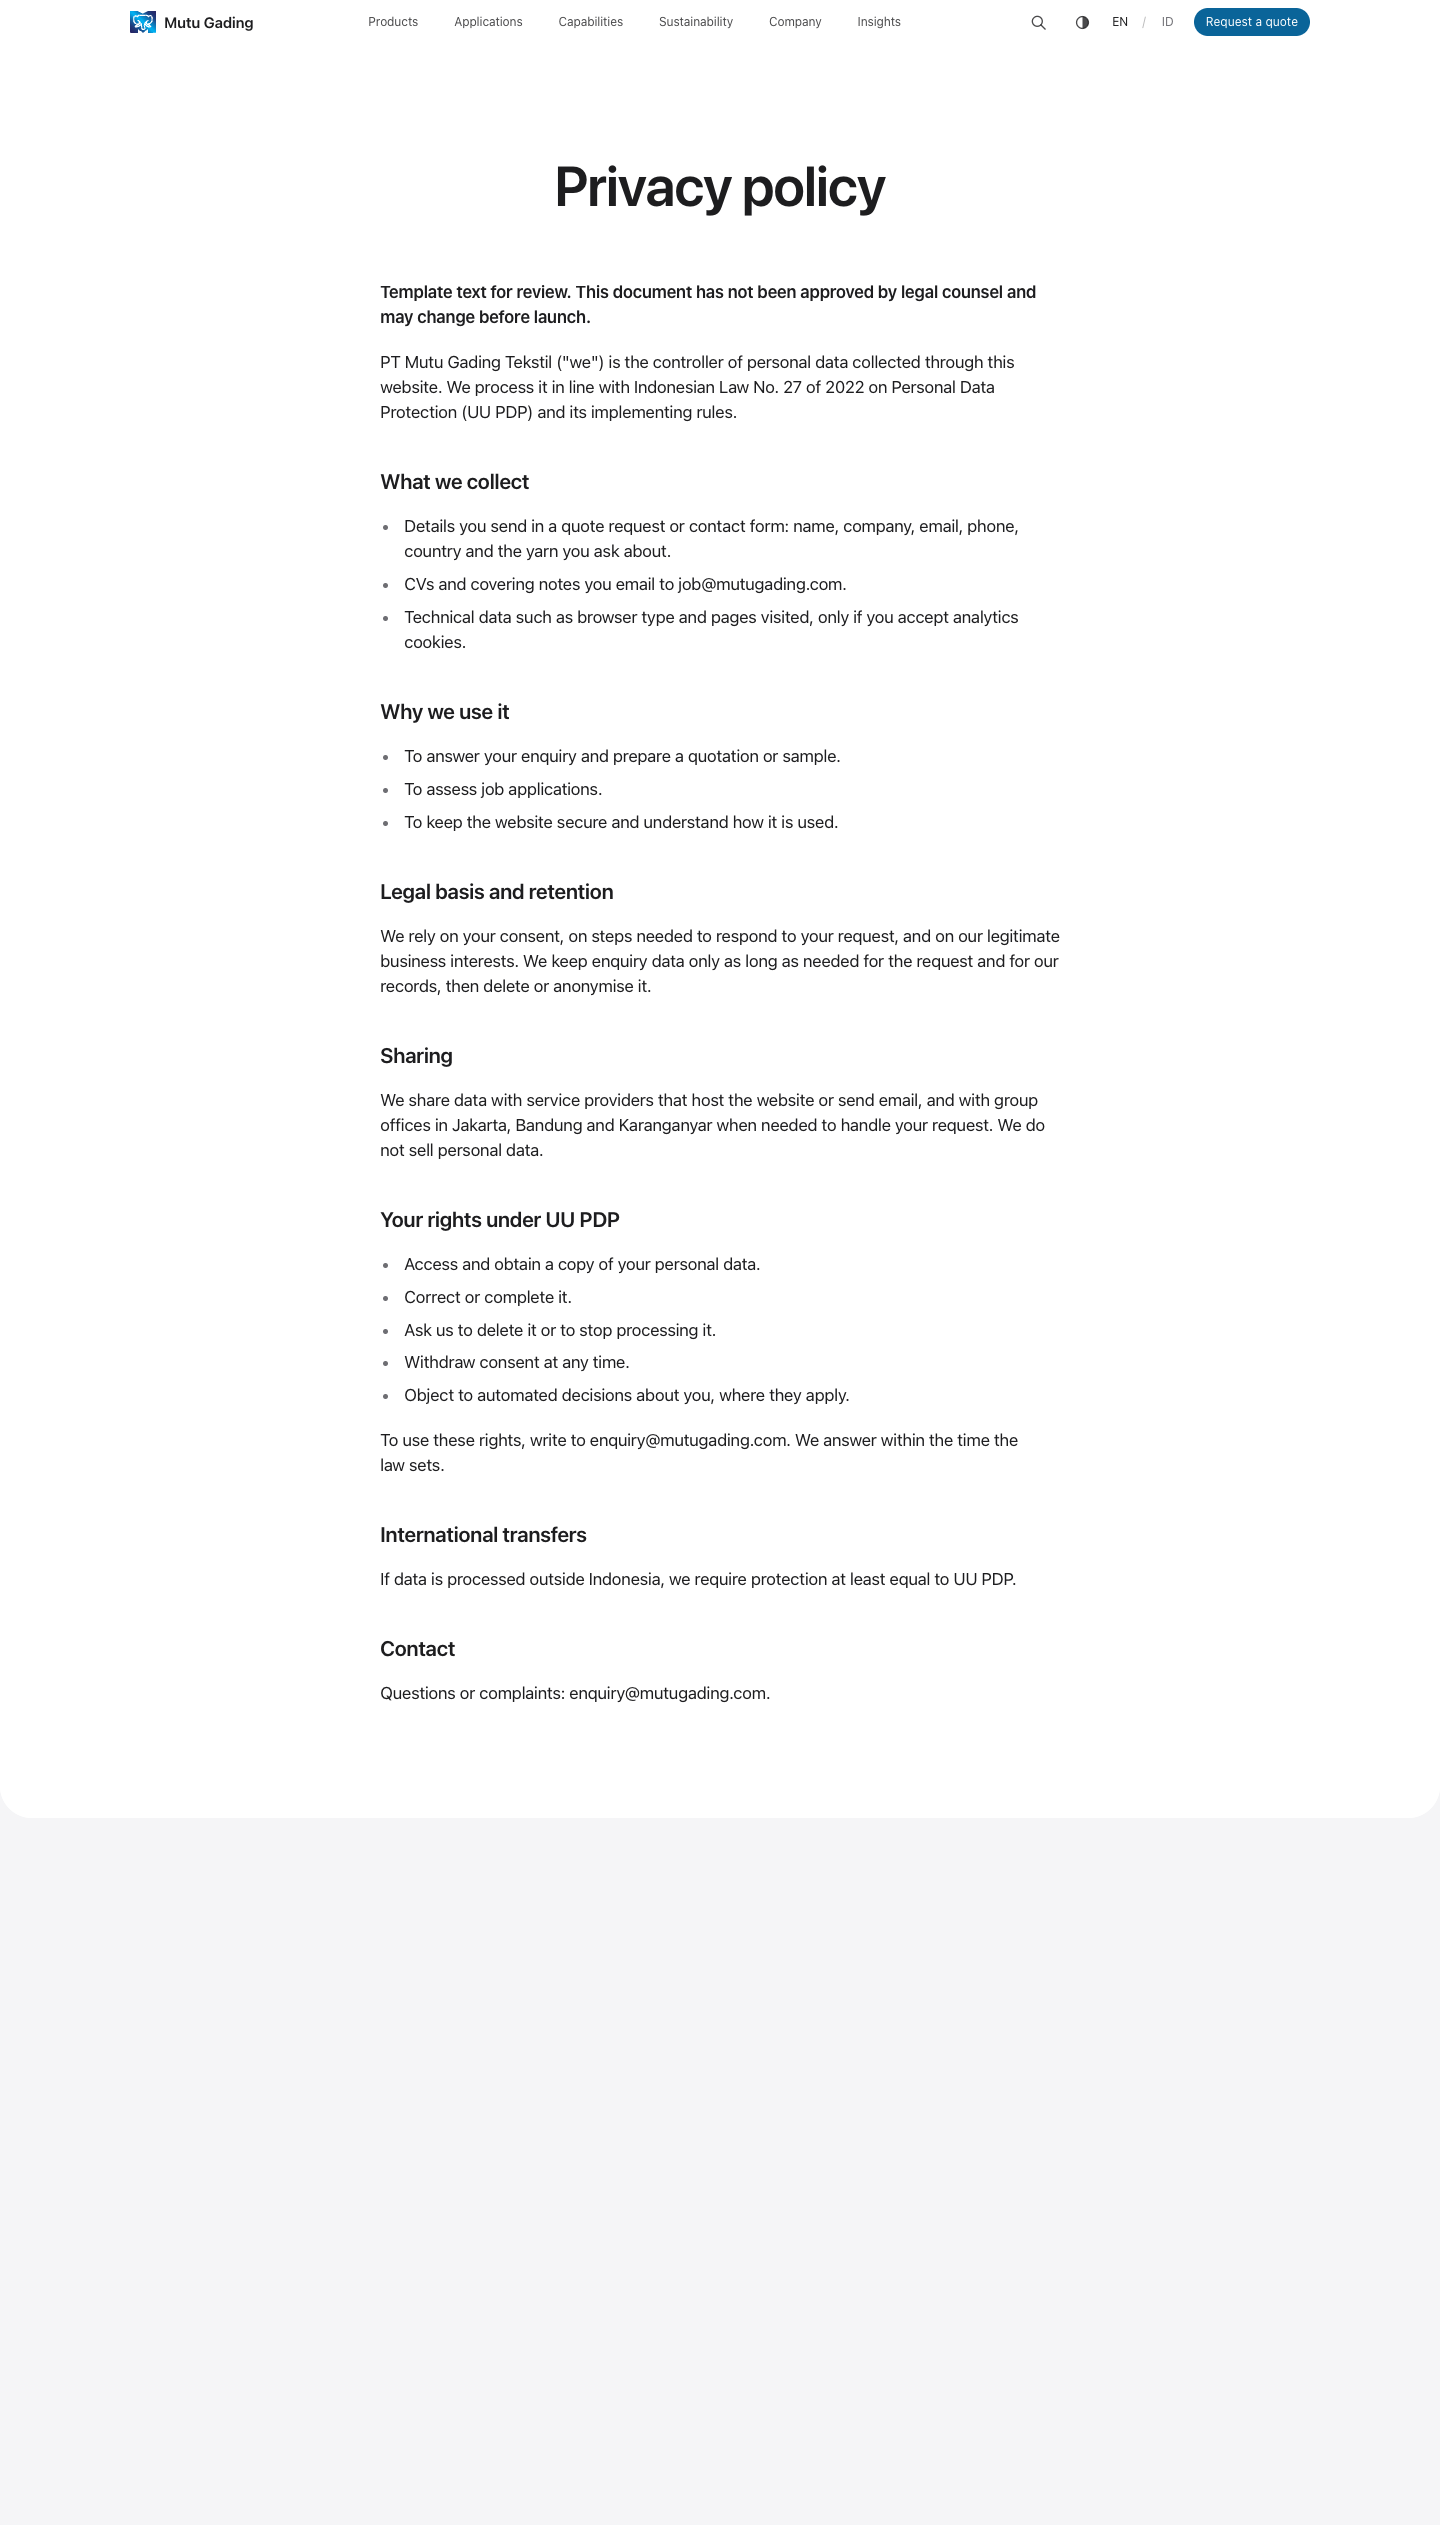 Mutu Gading
Products
Applications
Capabilities
Sustainability
Company
Insights
EN / ID
Request a quote
Privacy policy
Template text for review. This document has not been approved by legal counsel and
may change before launch.
PT Mutu Gading Tekstil ("we") is the controller of personal data collected through this
website. We process it in line with Indonesian Law No. 27 of 2022 on Personal Data
Protection (UU PDP) and its implementing rules.
What we collect
• Details you send in a quote request or contact form: name, company, email, phone,
country and the yarn you ask about.
• CVs and covering notes you email to job@mutugading.com.
• Technical data such as browser type and pages visited, only if you accept analytics
cookies.
Why we use it
• To answer your enquiry and prepare a quotation or sample.
• To assess job applications.
• To keep the website secure and understand how it is used.
Legal basis and retention
We rely on your consent, on steps needed to respond to your request, and on our legitimate
business interests. We keep enquiry data only as long as needed for the request and for our
records, then delete or anonymise it.
Sharing
We share data with service providers that host the website or send email, and with group
offices in Jakarta, Bandung and Karanganyar when needed to handle your request. We do
not sell personal data.
Your rights under UU PDP
• Access and obtain a copy of your personal data.
• Correct or complete it.
• Ask us to delete it or to stop processing it.
• Withdraw consent at any time.
• Object to automated decisions about you, where they apply.
To use these rights, write to enquiry@mutugading.com. We answer within the time the
law sets.
International transfers
If data is processed outside Indonesia, we require protection at least equal to UU PDP.
Contact
Questions or complaints: enquiry@mutugading.com.